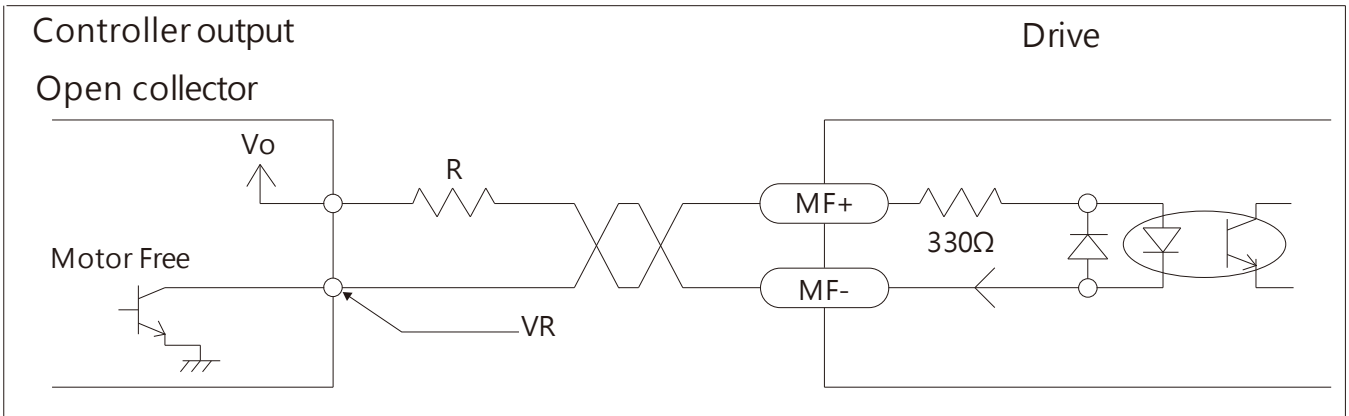 Controller output
Drive
Open collector
Vo
R
MF+
330Ω
Motor Free
MF-
VR